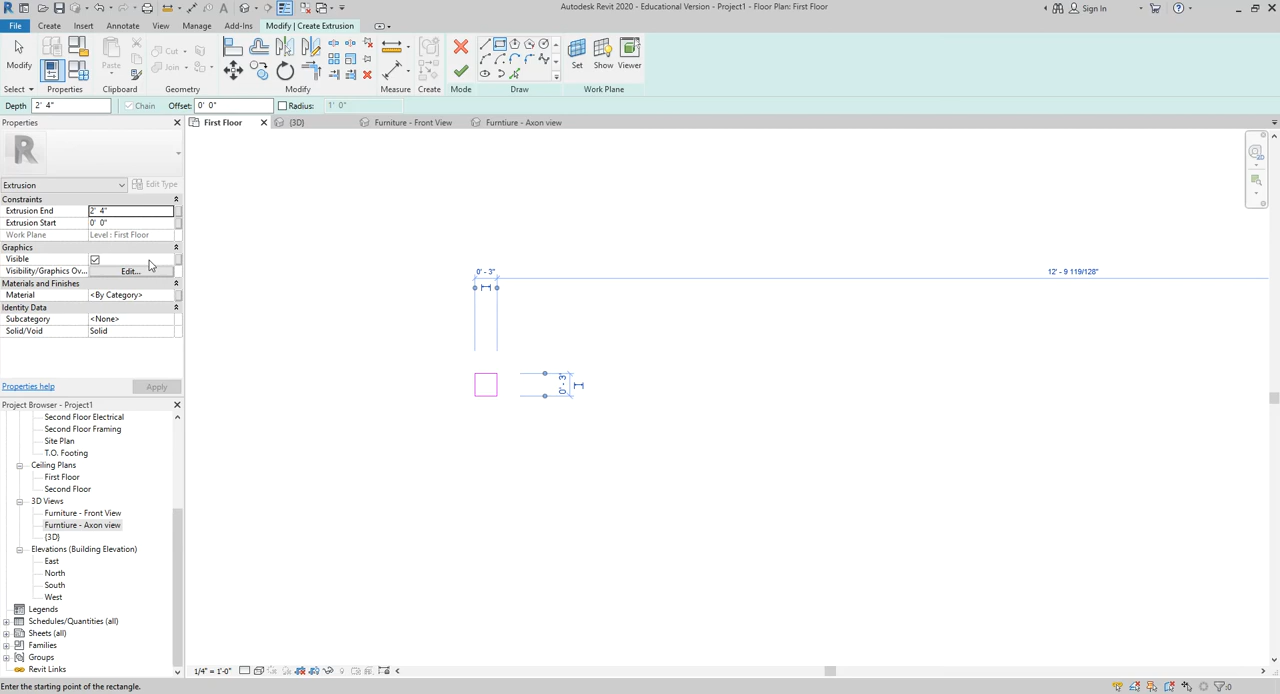 Autodesk Revit 2020 - Educational Version - Project1 - Floor Plan: First Floor
Sign In
File Create Insert Annotate View Manage Add-Ins Modify | Create Extrusion
Modify Paste Cut Join Set Show Viewer
Select Properties Clipboard Geometry Modify Measure Create Mode Draw Work Plane
Depth 2' 4" Chain Offset: 0' 0" Radius: 1' 0"
Properties
First Floor {3D} Furniture - Front View Furntiure - Axon view
Extrusion Edit Type
Constraints
Extrusion End 2' 4"
Extrusion Start 0' 0"
Work Plane Level : First Floor
Graphics
Visible
Visibility/Graphics Ov... Edit...
Materials and Finishes
Material <By Category>
Identity Data
Subcategory <None>
Solid/Void Solid
0' - 3" 12' - 9 119/128"
0' - 3"
Properties help Apply
Project Browser - Project1
Second Floor Electrical
Second Floor Framing
Site Plan
T.O. Footing
Ceiling Plans
First Floor
Second Floor
3D Views
Furniture - Front View
Furntiure - Axon view
{3D}
Elevations (Building Elevation)
East
North
South
West
Legends
Schedules/Quantities (all)
Sheets (all)
Families
Groups
Revit Links
1/4" = 1'-0"
Enter the starting point of the rectangle.
:0